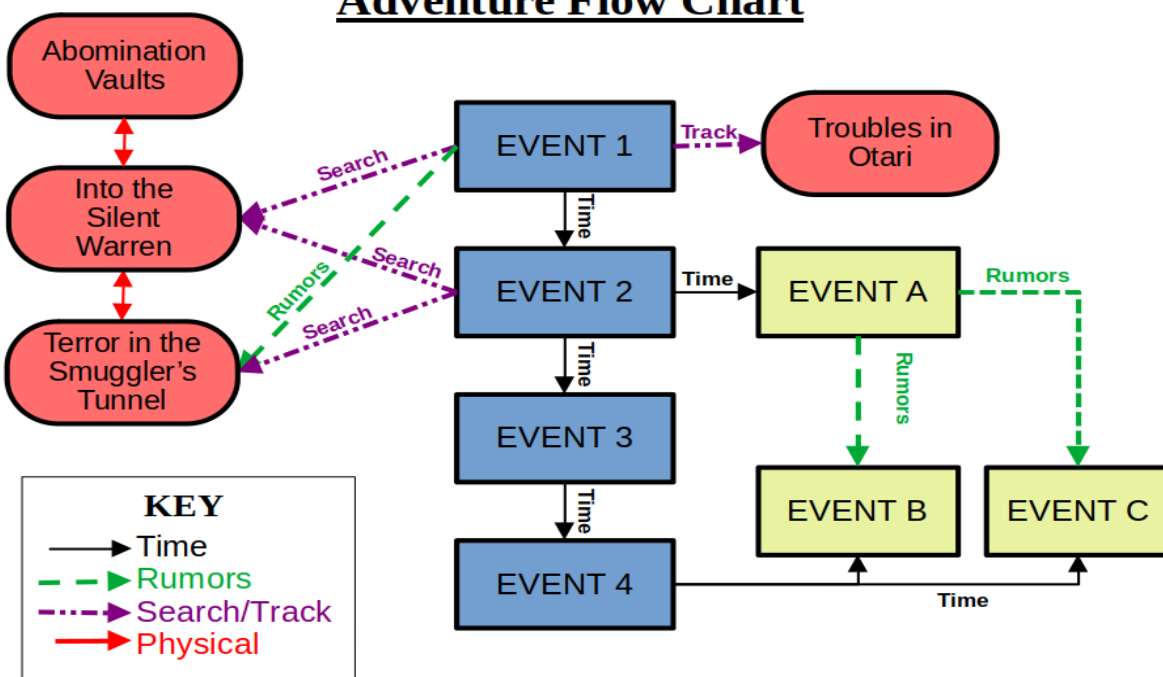 Adventure Flow Chart
Abomination
Vaults
EVENT 1
Track
Troubles in
Otari
Search
Into the
Silent
Warren
Time
Search
Rumors
EVENT 2
Time
EVENT A
Rumors
Search
Terror in the
Smuggler's
Tunnel
Time
Rumors
EVENT 3
Time
EVENT B
EVENT C
EVENT 4
Time
KEY
Time
Rumors
Search/Track
Physical